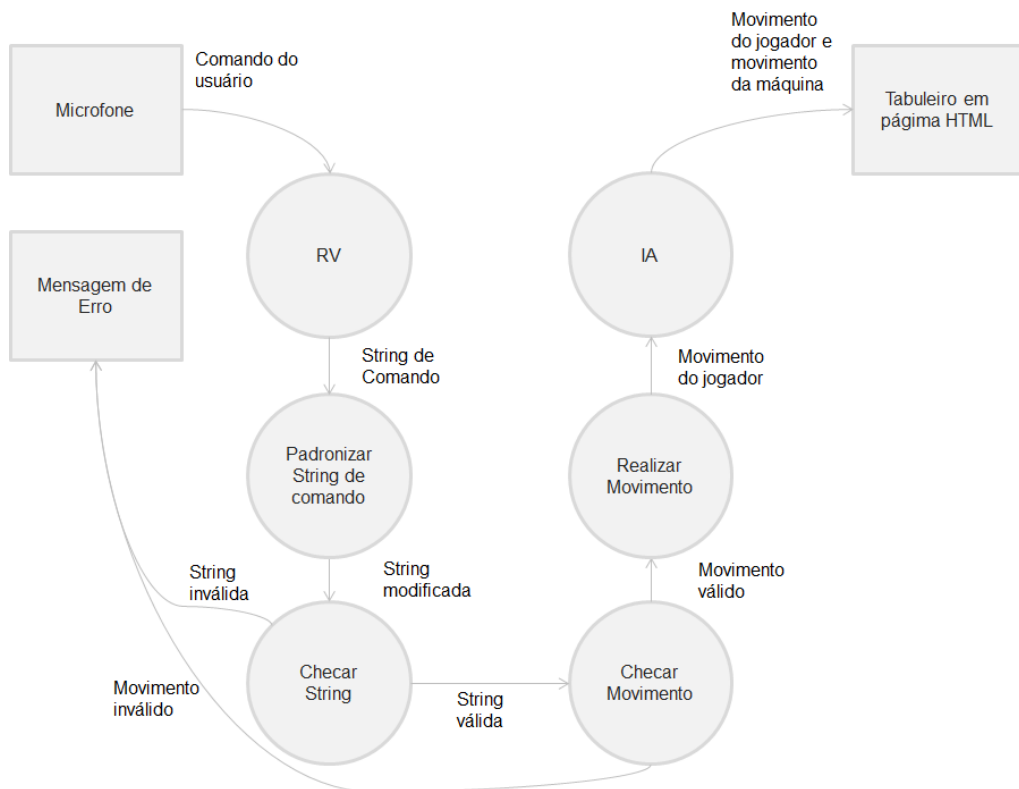 Microfone
Comando do
usuário
Movimento
do jogador e
movimento
da máquina
Tabuleiro em
págima HTML
RV
IA
Mensagem de
Erro
String de
Comando
Movimento
do jogador
Padronizar
String de
comando
Realizar
Movimento
String
inválida
String
modificada
Movimento
válido
Checar
String
String
válida
Checar
Movimento
Movimento
inválido